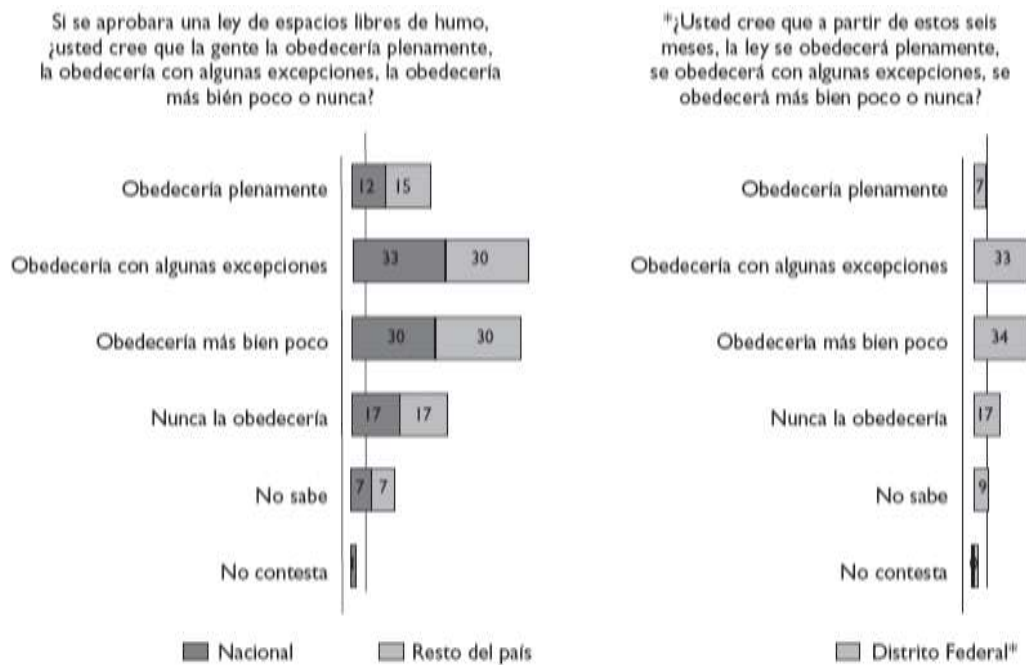 Si se aprobara una ley de espacios libres de humo,
¿usted cree que la gente la obedecería plenamente,
la obedecería con algunas excepciones, la obedecería
más bién poco o nunca?
Obedecería plenamente
12
15
Obedecería con algunas excepciones
33
30
Obedecería más bien poco
30
30
Nunca la obedecería
17
17
No sabe
7
7
No contesta
Nacional
Resto del país
*¿Usted cree que a partir de estos seis
meses, la ley se obedecerá plenamente,
se obedecerá con algunas excepciones, se
obedecerá más bien poco o nunca?
Obedecería plenamente
7
Obedecería con algunas excepciones
33
Obedeceria más bien poco
34
Nunca la obedecería
17
No sabe
9
No contesta
Distrito Federal*